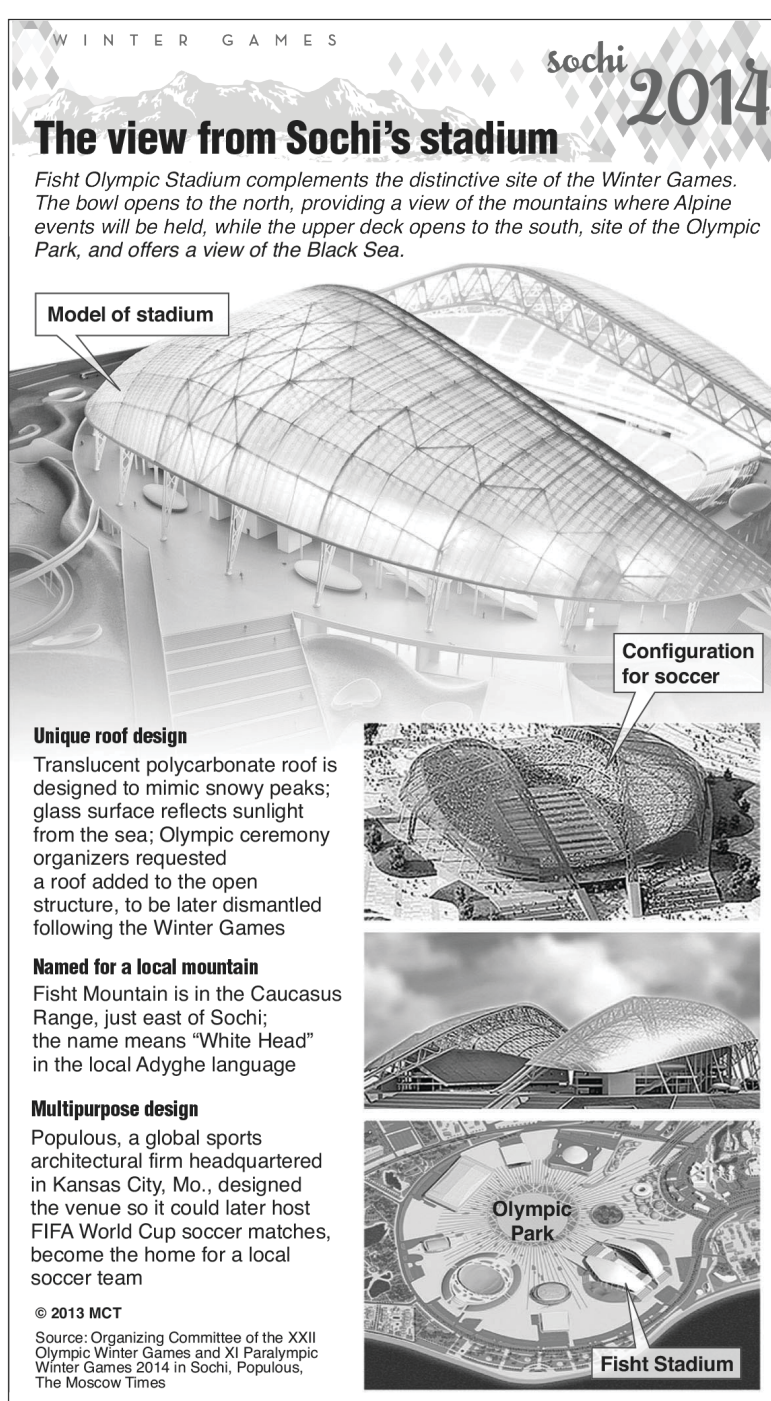 WINTER GAMES
sochi
2014
The view from Sochi's stadium
Fisht Olympic Stadium complements the distinctive site of the Winter Games.
The bowl opens to the north, providing a view of the mountains where Alpine
events will be held, while the upper deck opens to the south, site of the Olympic
Park, and offers a view of the Black Sea.
Model of stadium
Configuration
for soccer
Unique roof design
Translucent polycarbonate roof is
designed to mimic snowy peaks;
glass surface reflects sunlight
from the sea; Olympic ceremony
organizers requested
a roof added to the open
structure, to be later dismantled
following the Winter Games
Named for a local mountain
Fisht Mountain is in the Caucasus
Range, just east of Sochi;
the name means “White Head”
in the local Adyghe language
Multipurpose design
Populous, a global sports
architectural firm headquartered
in Kansas City, Mo., designed
the venue so it could later host
FIFA World Cup soccer matches,
become the home for a local
soccer team
© 2013 MCT
Source: Organizing Committee of the XXII
Olympic Winter Games and XI Paralympic
Winter Games 2014 in Sochi, Populous,
The Moscow Times
Olympic
Park
Fisht Stadium